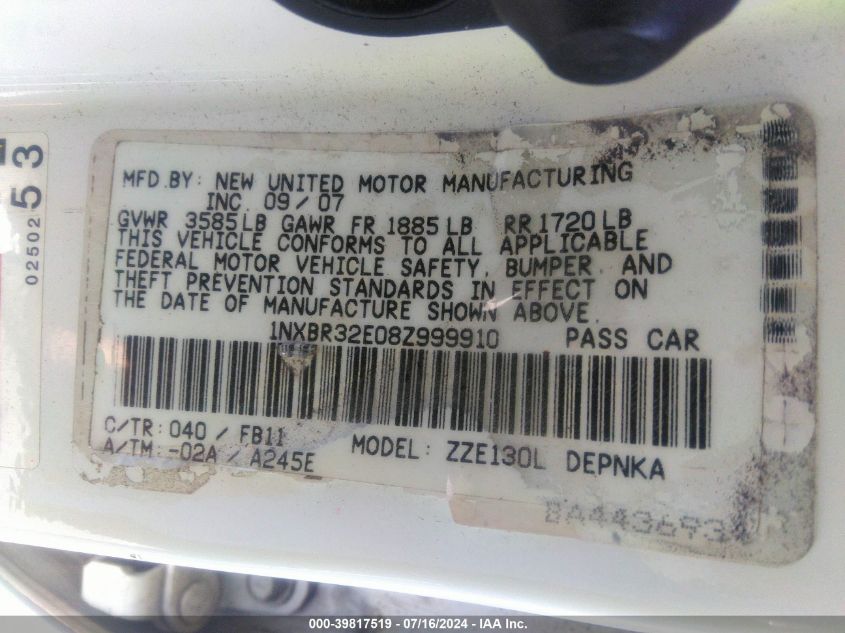 MFD.BY: NEW UNITED MOTOR MANUFACTURING
INC. 09/07
GVWR 3585LB GAWR FR 1885LB RR1720LB
THIS VEHICLE CONFORMS TO ALL APPLICABLE
FEDERAL MOTOR VEHICLE SAFETY, BUMPER AND
THEFT PREVENTION STANDARDS IN EFFECT ON
THE DATE OF MANUFACTURE SHOWN ABOVE.
1NXBR32E08Z999910 PASS CAR
C/TR: 040 / FB11
A/TM: -02A / A245E MODEL: ZZE130L DEPNKA
BA443693
02502
53
000-39817519 - 07/16/2024 - IAA Inc.